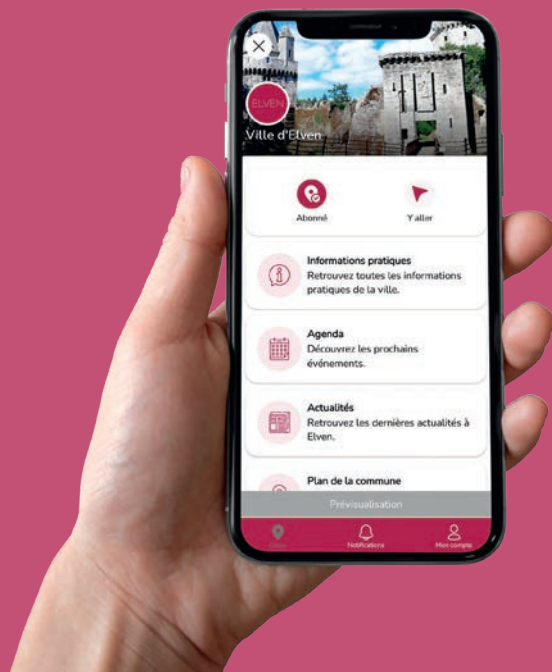 ELVEN
Ville d'Elven
Abonné
Y aller
Informations pratiques
Retrouvez toutes les informations
pratiques de la ville.
Agenda
Découvrez les prochains
événements.
Actualités
Retrouvez les dernières actualités à
Elven.
Plan de la commune
Prévisualisation
Notifications
Mon compte